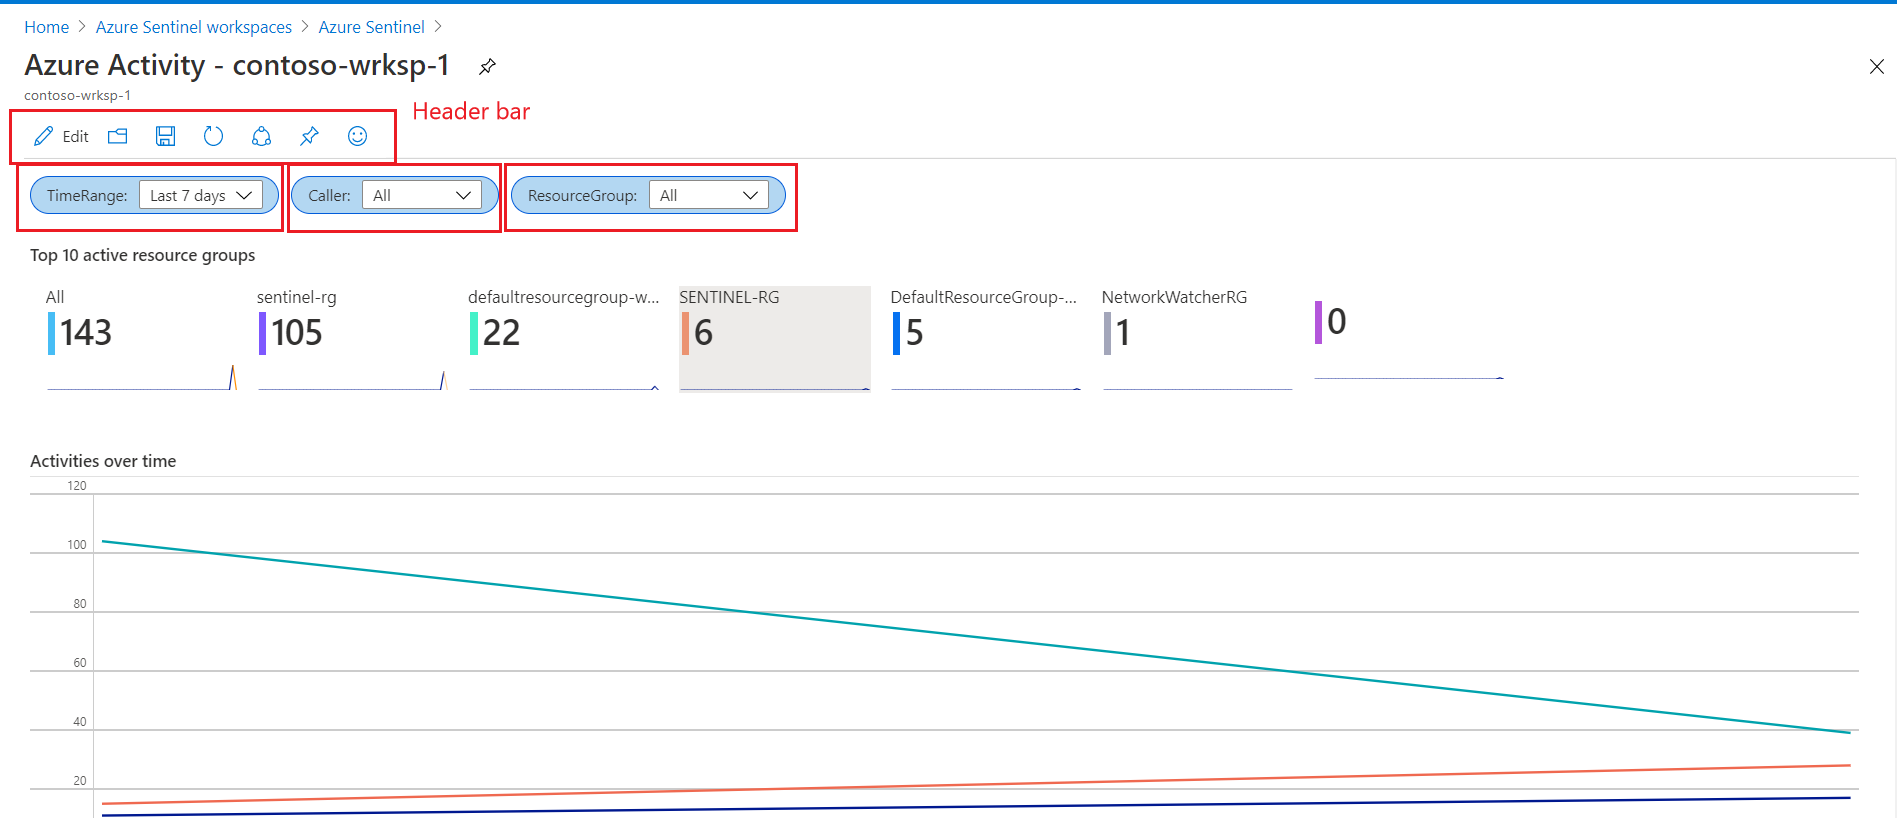 Home > Azure Sentinel workspaces > Azure Sentinel >
Azure Activity - contoso-wrksp-1
contoso-wrksp-1
Header bar
Edit
TimeRange: Last 7 days Caller: All ResourceGroup: All
Top 10 active resource groups
All sentinel-rg defaultresourcegroup-w... SENTINEL-RG DefaultResourceGroup-... NetworkWatcherRG
143 105 22 6 5 1 0
Activities over time
120
100
80
60
40
20